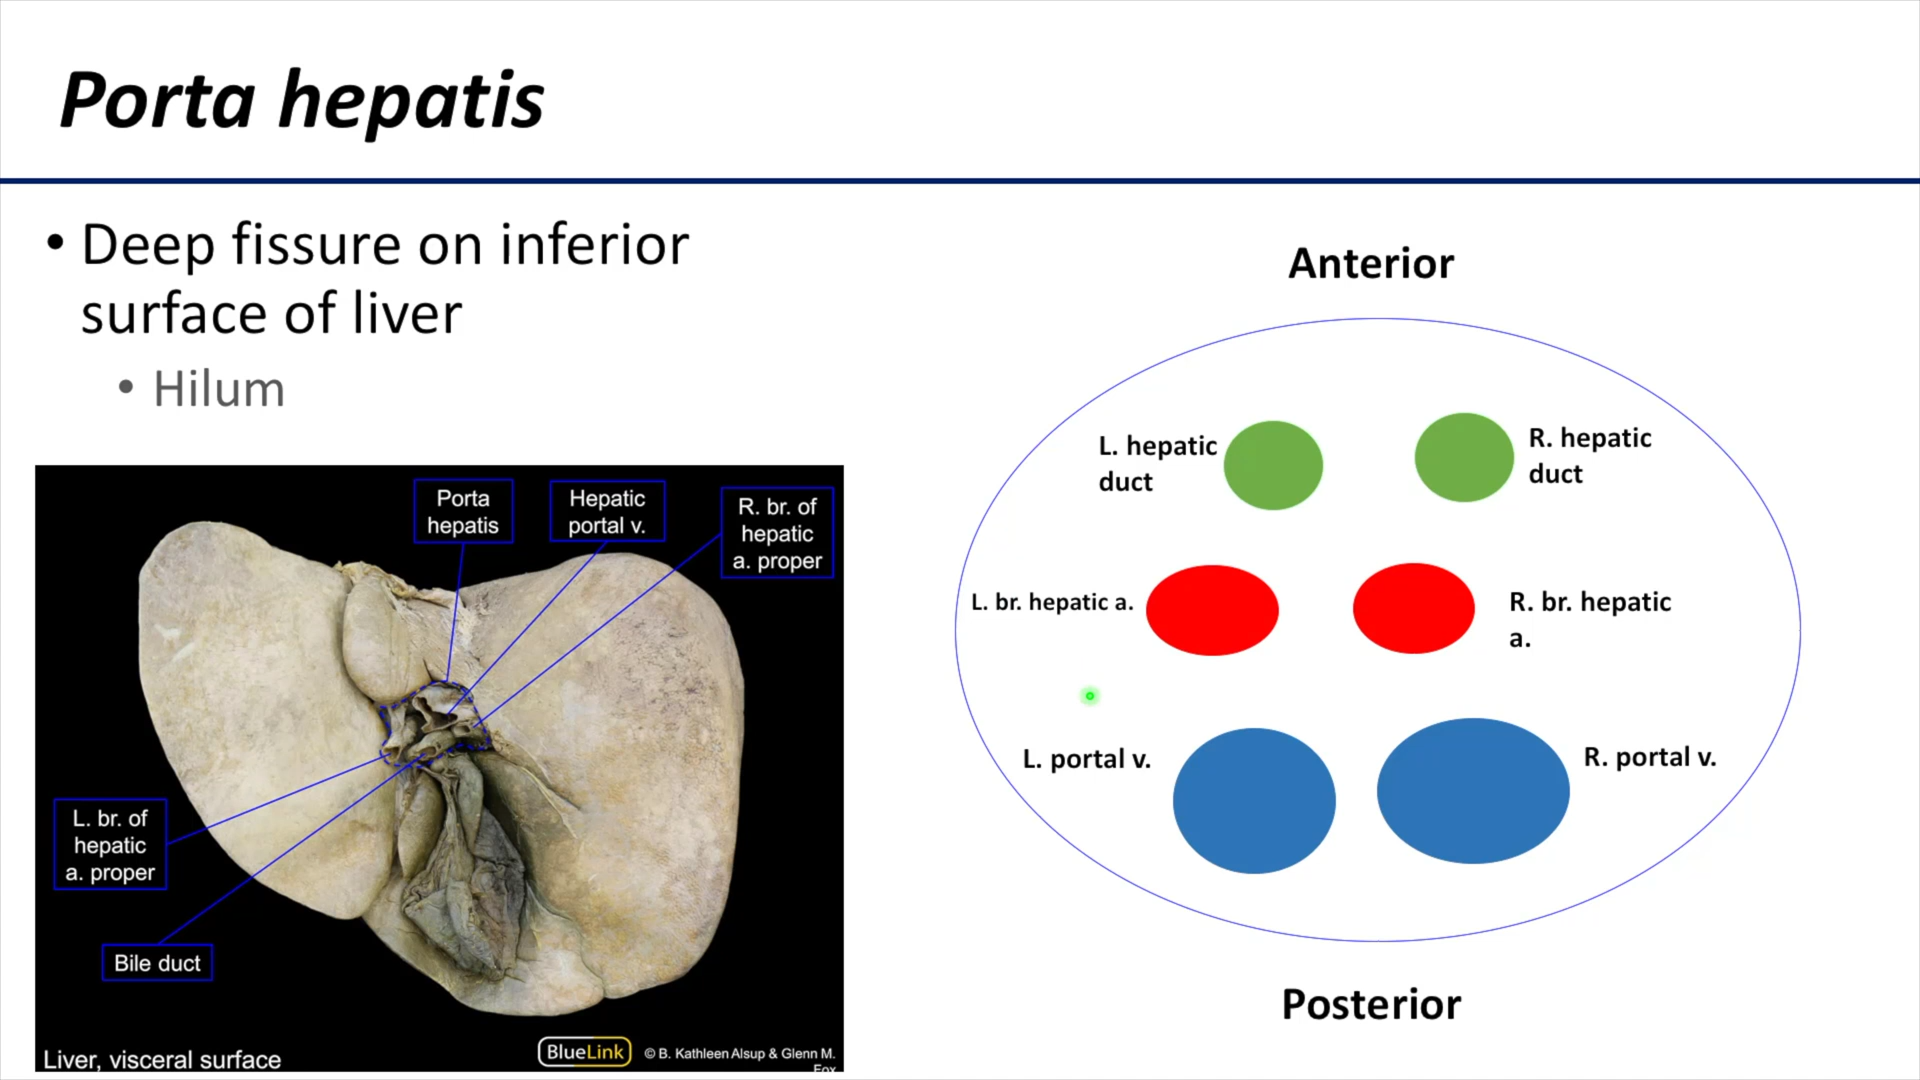 Porta hepatis
• Deep fissure on inferior
surface of liver
• Hilum
Porta
hepatis
Hepatic
portal v.
R. br. of
hepatic
a. proper
L. br. of
hepatic
a. proper
Bile duct
Liver, visceral surface
BlueLink
© B. Kathleen Alsup & Glenn M.
Fox
Anterior
L. hepatic
duct
R. hepatic
duct
L. br. hepatic a.
R. br. hepatic
a.
L. portal v.
R. portal v.
Posterior